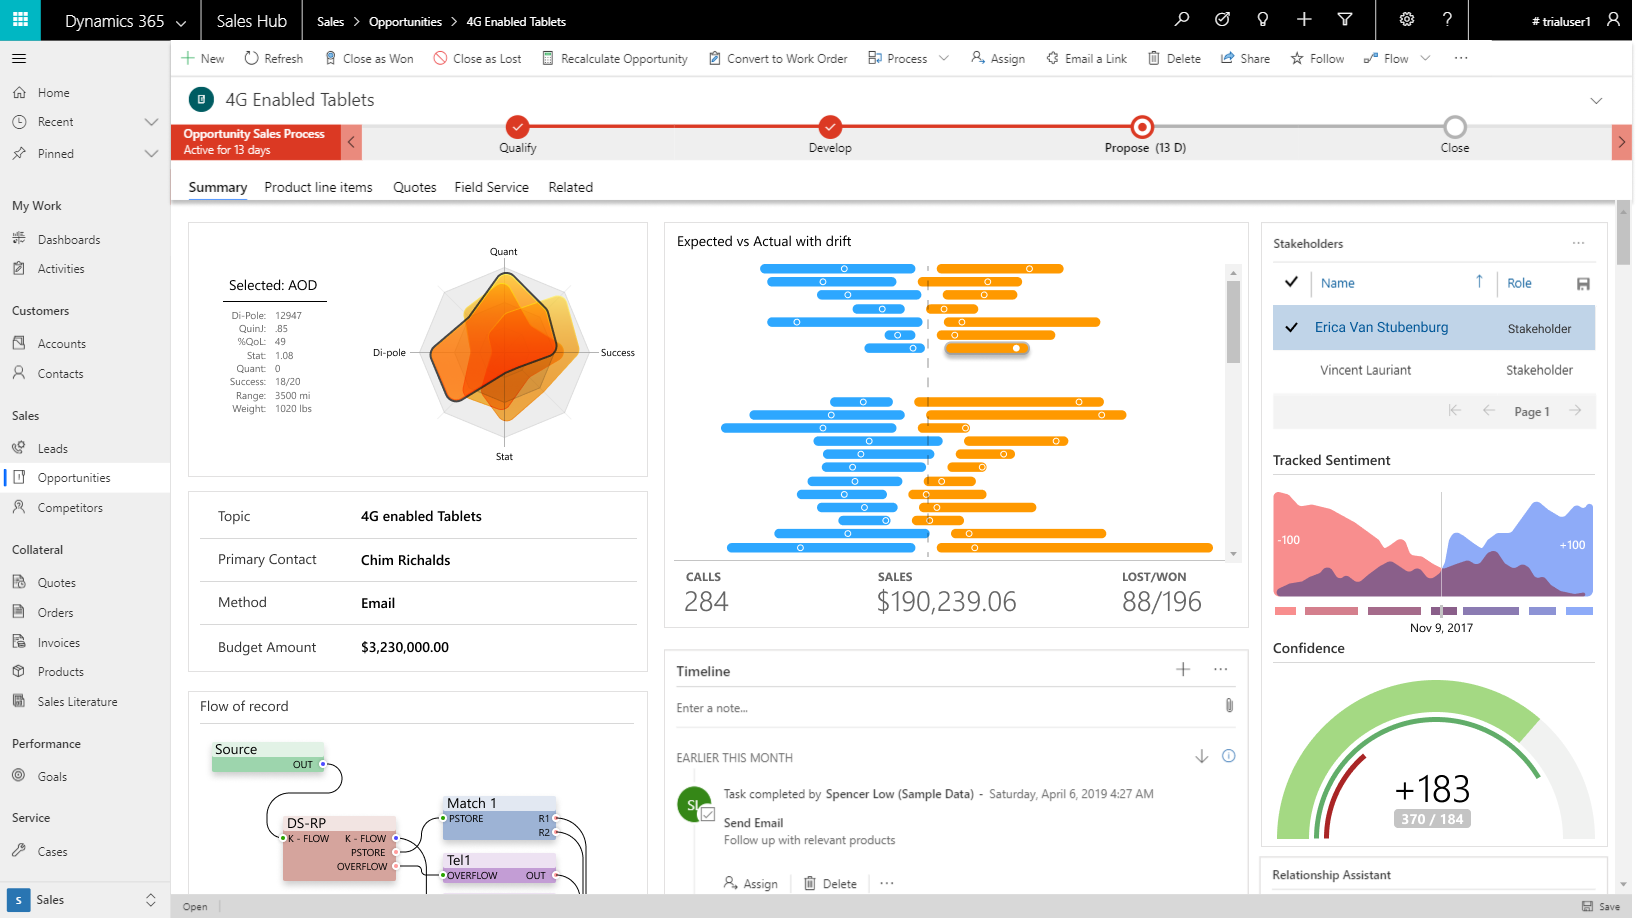 Dynamics 365
Sales Hub
Sales > Opportunities > 4G Enabled Tablets
# trialuser1
New
Refresh
Close as Won
Close as Lost
Recalculate Opportunity
Convert to Work Order
Process
Assign
Email a Link
Delete
Share
Follow
Flow
Home
Recent
Pinned
My Work
Dashboards
Activities
Customers
Accounts
Contacts
Sales
Leads
Opportunities
Competitors
Collateral
Quotes
Orders
Invoices
Products
Sales Literature
Performance
Goals
Service
Cases
S Sales
4G Enabled Tablets
Opportunity Sales Process
Active for 13 days
Qualify
Develop
Propose (13 D)
Close
Summary
Product line items
Quotes
Field Service
Related
Selected: AOD
Di-Pole: 12947
QuinJ: .85
%QoL: 49
Stat: 1.08
Quant: 0
Success: 18/20
Range: 3500 mi
Weight: 1020 lbs
Quant
Di-pole
Success
Stat
Topic 4G enabled Tablets
Primary Contact Chim Richalds
Method Email
Budget Amount $3,230,000.00
Flow of record
Source
OUT
DS-RP
K - FLOW K - FLOW
PSTORE
OVERFLOW
Match 1
PSTORE R1
R2
Tel1
OVERFLOW OUT
Expected vs Actual with drift
CALLS
284
SALES
$190,239.06
LOST/WON
88/196
Timeline
Enter a note...
EARLIER THIS MONTH
SL
Task completed by Spencer Low (Sample Data) - Saturday, April 6, 2019 4:27 AM
Send Email
Follow up with relevant products
Assign
Delete
Stakeholders
Name
Role
Erica Van Stubenburg Stakeholder
Vincent Lauriant Stakeholder
Page 1
Tracked Sentiment
-100
+100
Nov 9, 2017
Confidence
+183
370 / 184
Relationship Assistant
Open
Save